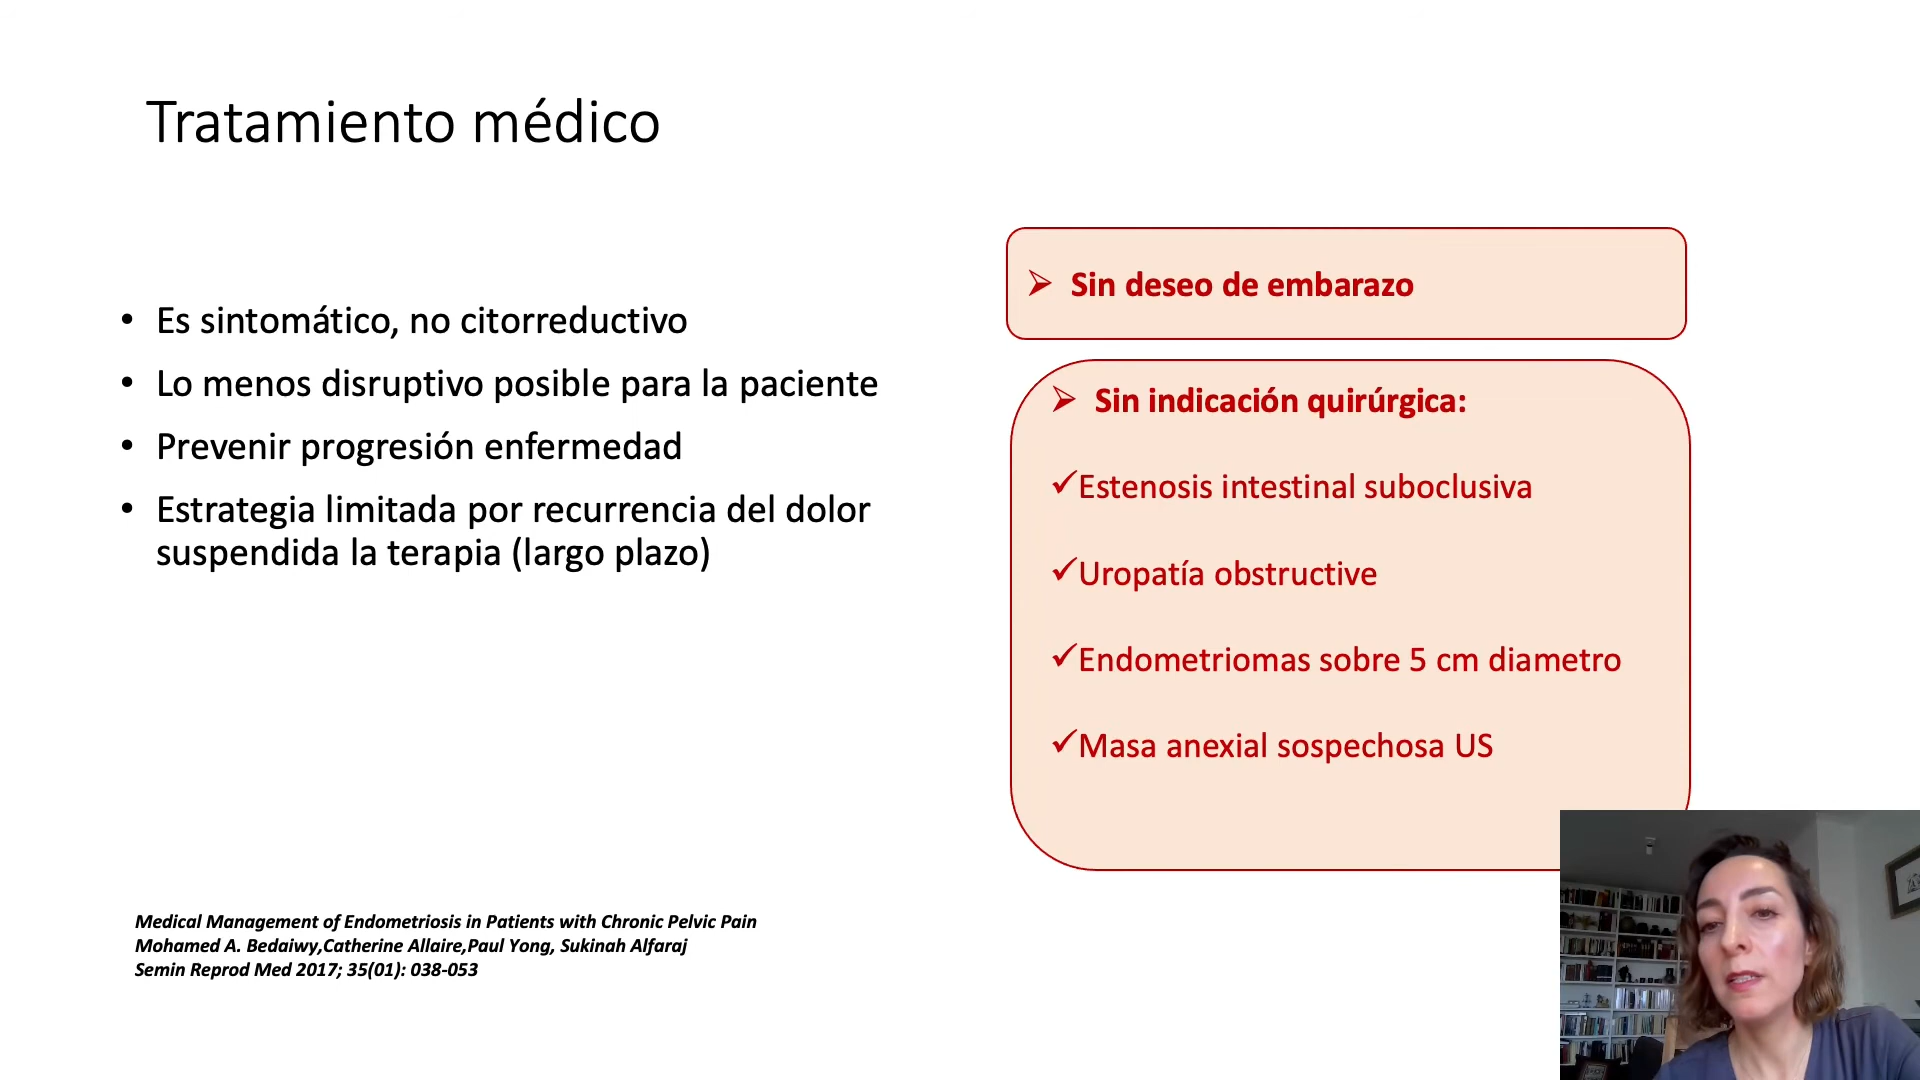 Tratamiento médico
• Es sintomático, no citorreductivo
• Lo menos disruptivo posible para la paciente
• Prevenir progresión enfermedad
• Estrategia limitada por recurrencia del dolor
suspendida la terapia (largo plazo)
➢ Sin deseo de embarazo
➢ Sin indicación quirúrgica:
✓Estenosis intestinal suboclusiva
✓Uropatía obstructive
✓Endometriomas sobre 5 cm diametro
✓Masa anexial sospechosa US
Medical Management of Endometriosis in Patients with Chronic Pelvic Pain
Mohamed A. Bedaiwy,Catherine Allaire,Paul Yong, Sukinah Alfaraj
Semin Reprod Med 2017; 35(01): 038-053